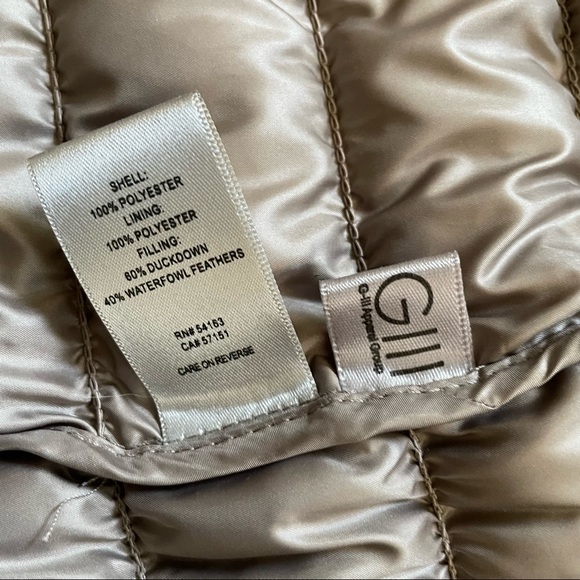 SHELL:
100% POLYESTER
LINING:
100% POLYESTER
FILLING:
60% DUCKDOWN
40% WATERFOWL FEATHERS
RN# 54163
CA# 57151
CARE ON REVERSE
GIII
G-III Apparel Group